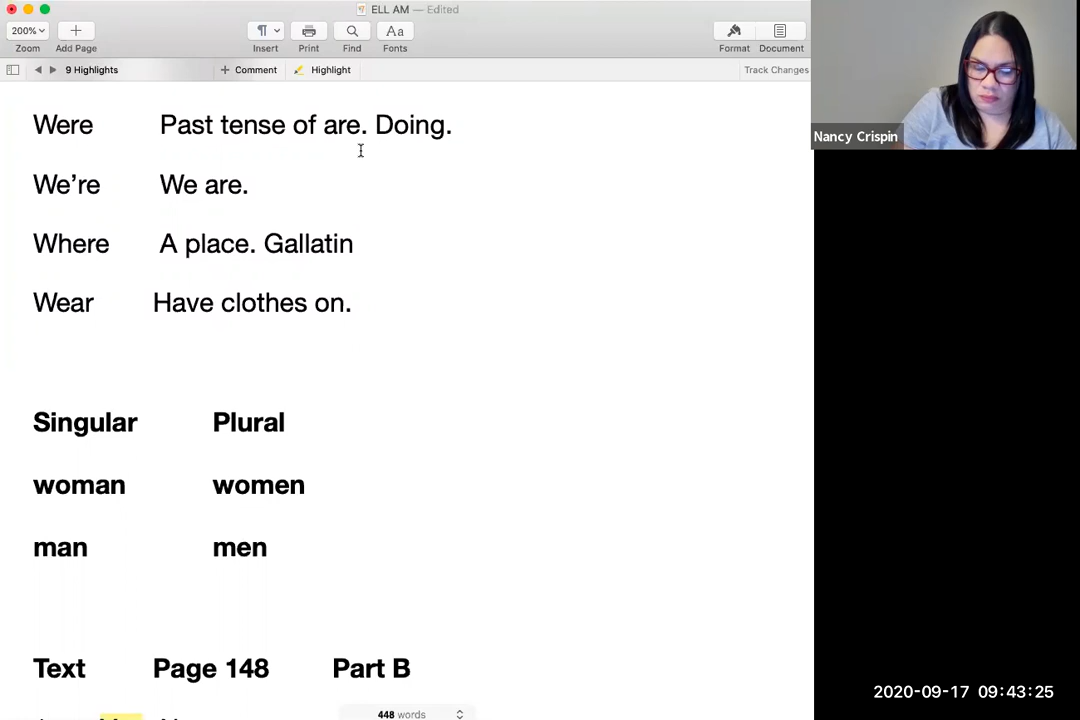 ELL AM — Edited
200%
Zoom
Add Page
Insert
Print
Find
Aa
Fonts
Format
Document
9 Highlights
+ Comment
Highlight
Track Changes
Nancy Crispin
Were Past tense of are. Doing.
We’re We are.
Where A place. Gallatin
Wear Have clothes on.
Singular Plural
woman women
man men
Text Page 148 Part B
448 words
2020-09-17 09:43:25